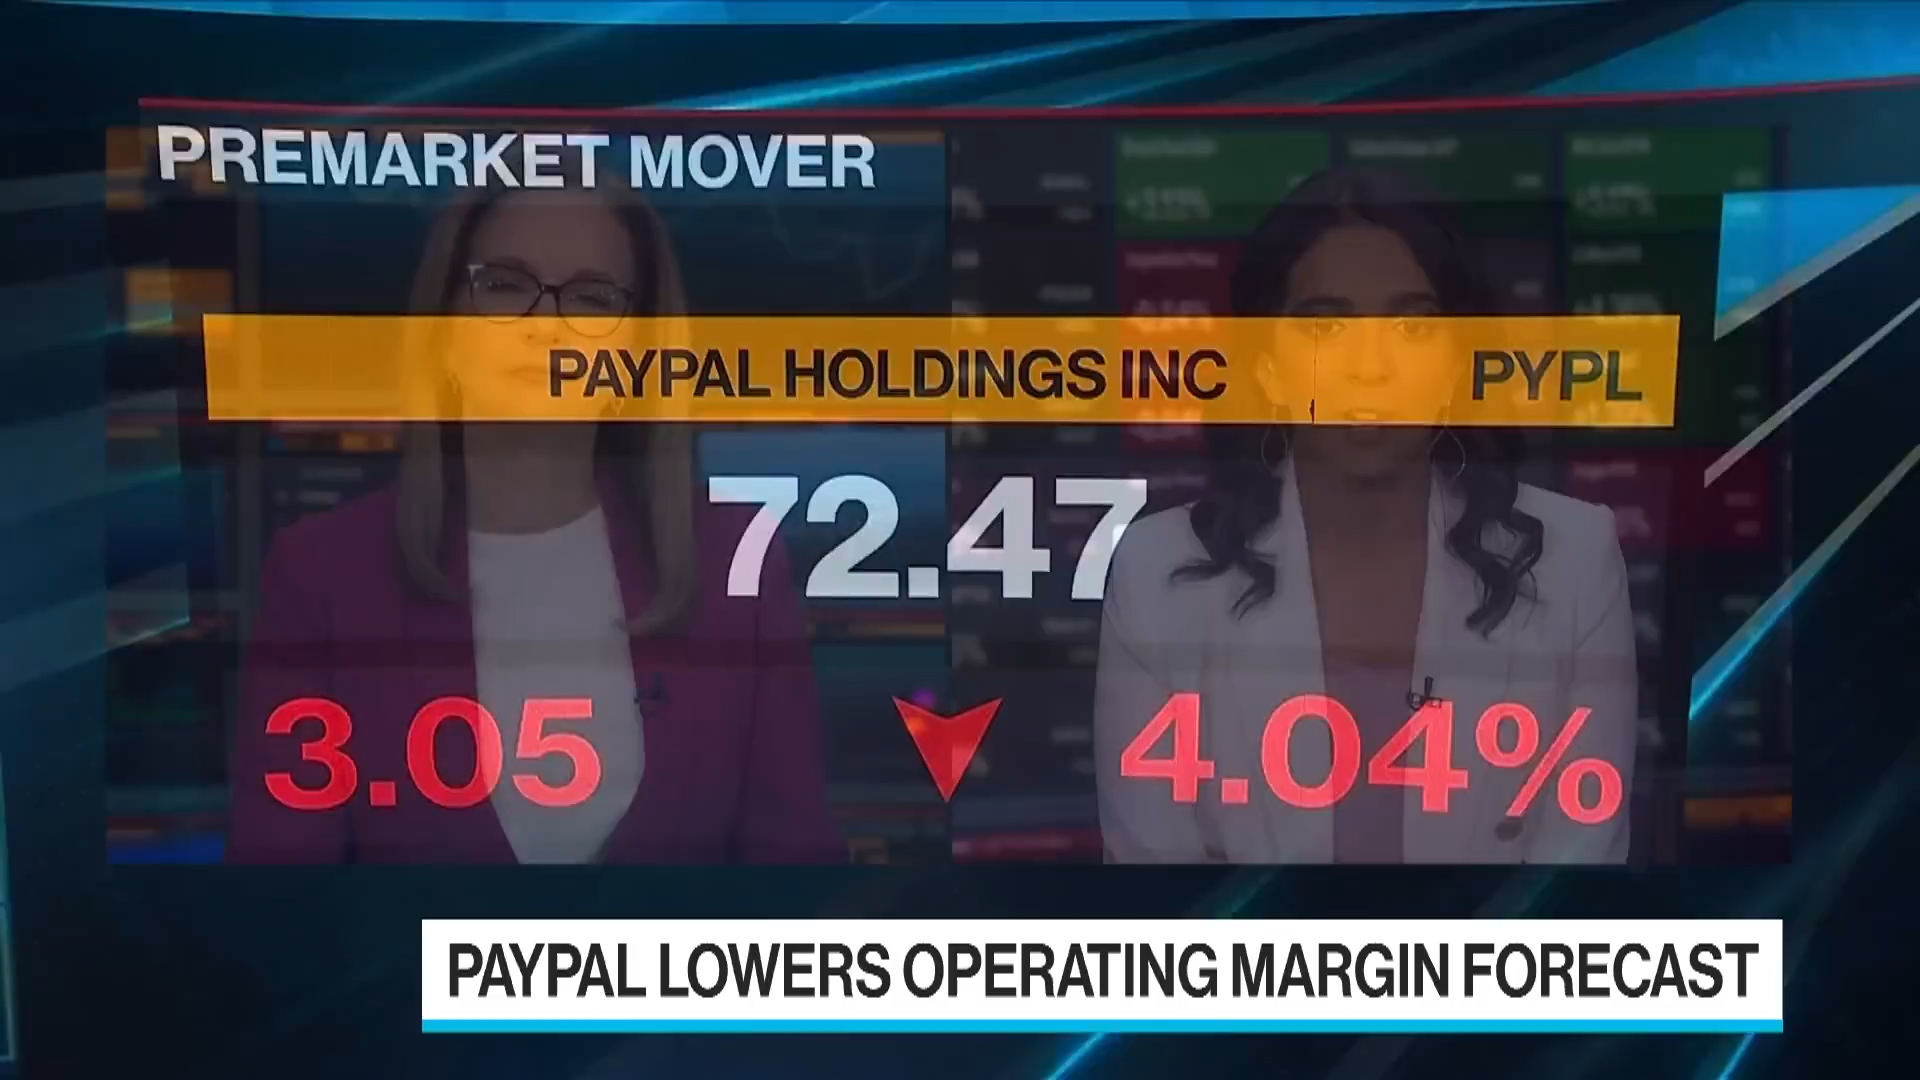 PREMARKET MOVER
PAYPAL HOLDINGS INC PYPL
72.47
3.05 4.04%
PAYPAL LOWERS OPERATING MARGIN FORECAST